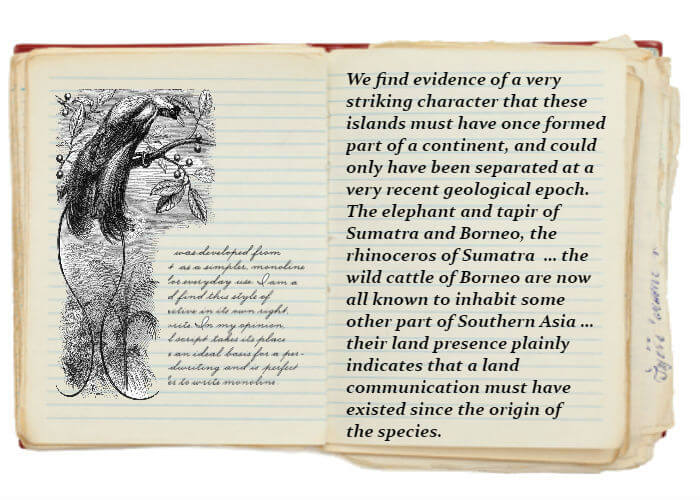 was developed from
as a simpler, monoline
for everyday use. I am a
d find this style of
ective in its own right.
write. In my opinion,
l script takes its place
s an ideal basis for a per-
dwriting and is perfect
es to write monoline
We find evidence of a very
striking character that these
islands must have once formed
part of a continent, and could
only have been separated at a
very recent geological epoch.
The elephant and tapir of
Sumatra and Borneo, the
rhinoceros of Sumatra ... the
wild cattle of Borneo are now
all known to inhabit some
other part of Southern Asia ...
their land presence plainly
indicates that a land
communication must have
existed since the origin of
the species.